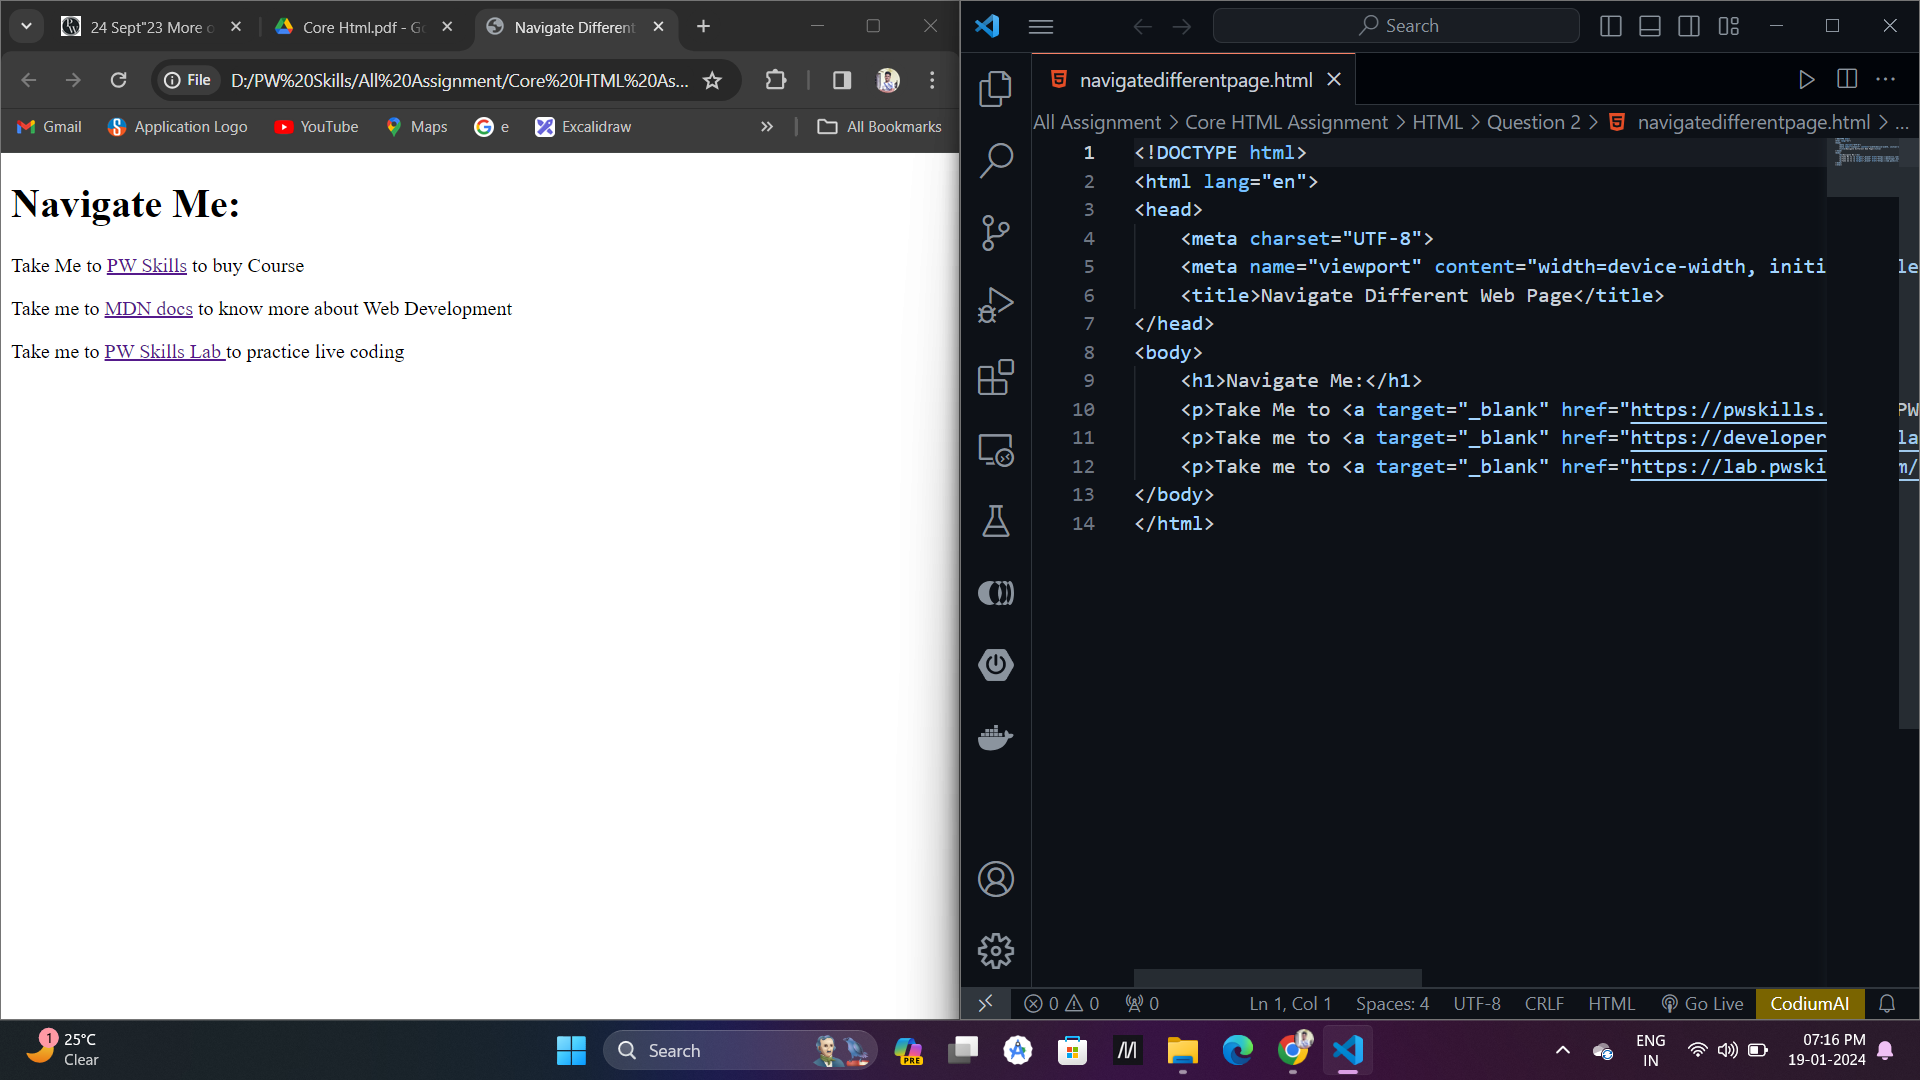 24 Sept"23 More o
Core Html.pdf - Go
Navigate Different
File
D:/PW%20Skills/All%20Assignment/Core%20HTML%20As...
Gmail
Application Logo
YouTube
Maps
e
Excalidraw
All Bookmarks
Navigate Me:
Take Me to PW Skills to buy Course
Take me to MDN docs to know more about Web Development
Take me to PW Skills Lab to practice live coding
Search
navigatedifferentpage.html
All Assignment > Core HTML Assignment > HTML > Question 2 > navigatedifferentpage.html > ...
1 <!DOCTYPE html>
2 <html lang="en">
3 <head>
4 <meta charset="UTF-8">
5 <meta name="viewport" content="width=device-width, initi le
6 <title>Navigate Different Web Page</title>
7 </head>
8 <body>
9 <h1>Navigate Me:</h1>
10 <p>Take Me to <a target="_blank" href="https://pwskills. PW
11 <p>Take me to <a target="_blank" href="https://developer la
12 <p>Take me to <a target="_blank" href="https://lab.pwski m/
13 </body>
14 </html>
0 0 0 Ln 1, Col 1 Spaces: 4 UTF-8 CRLF HTML Go Live CodiumAI
1
25°C
Clear
Search
PRE
ENG
IN
07:16 PM
19-01-2024